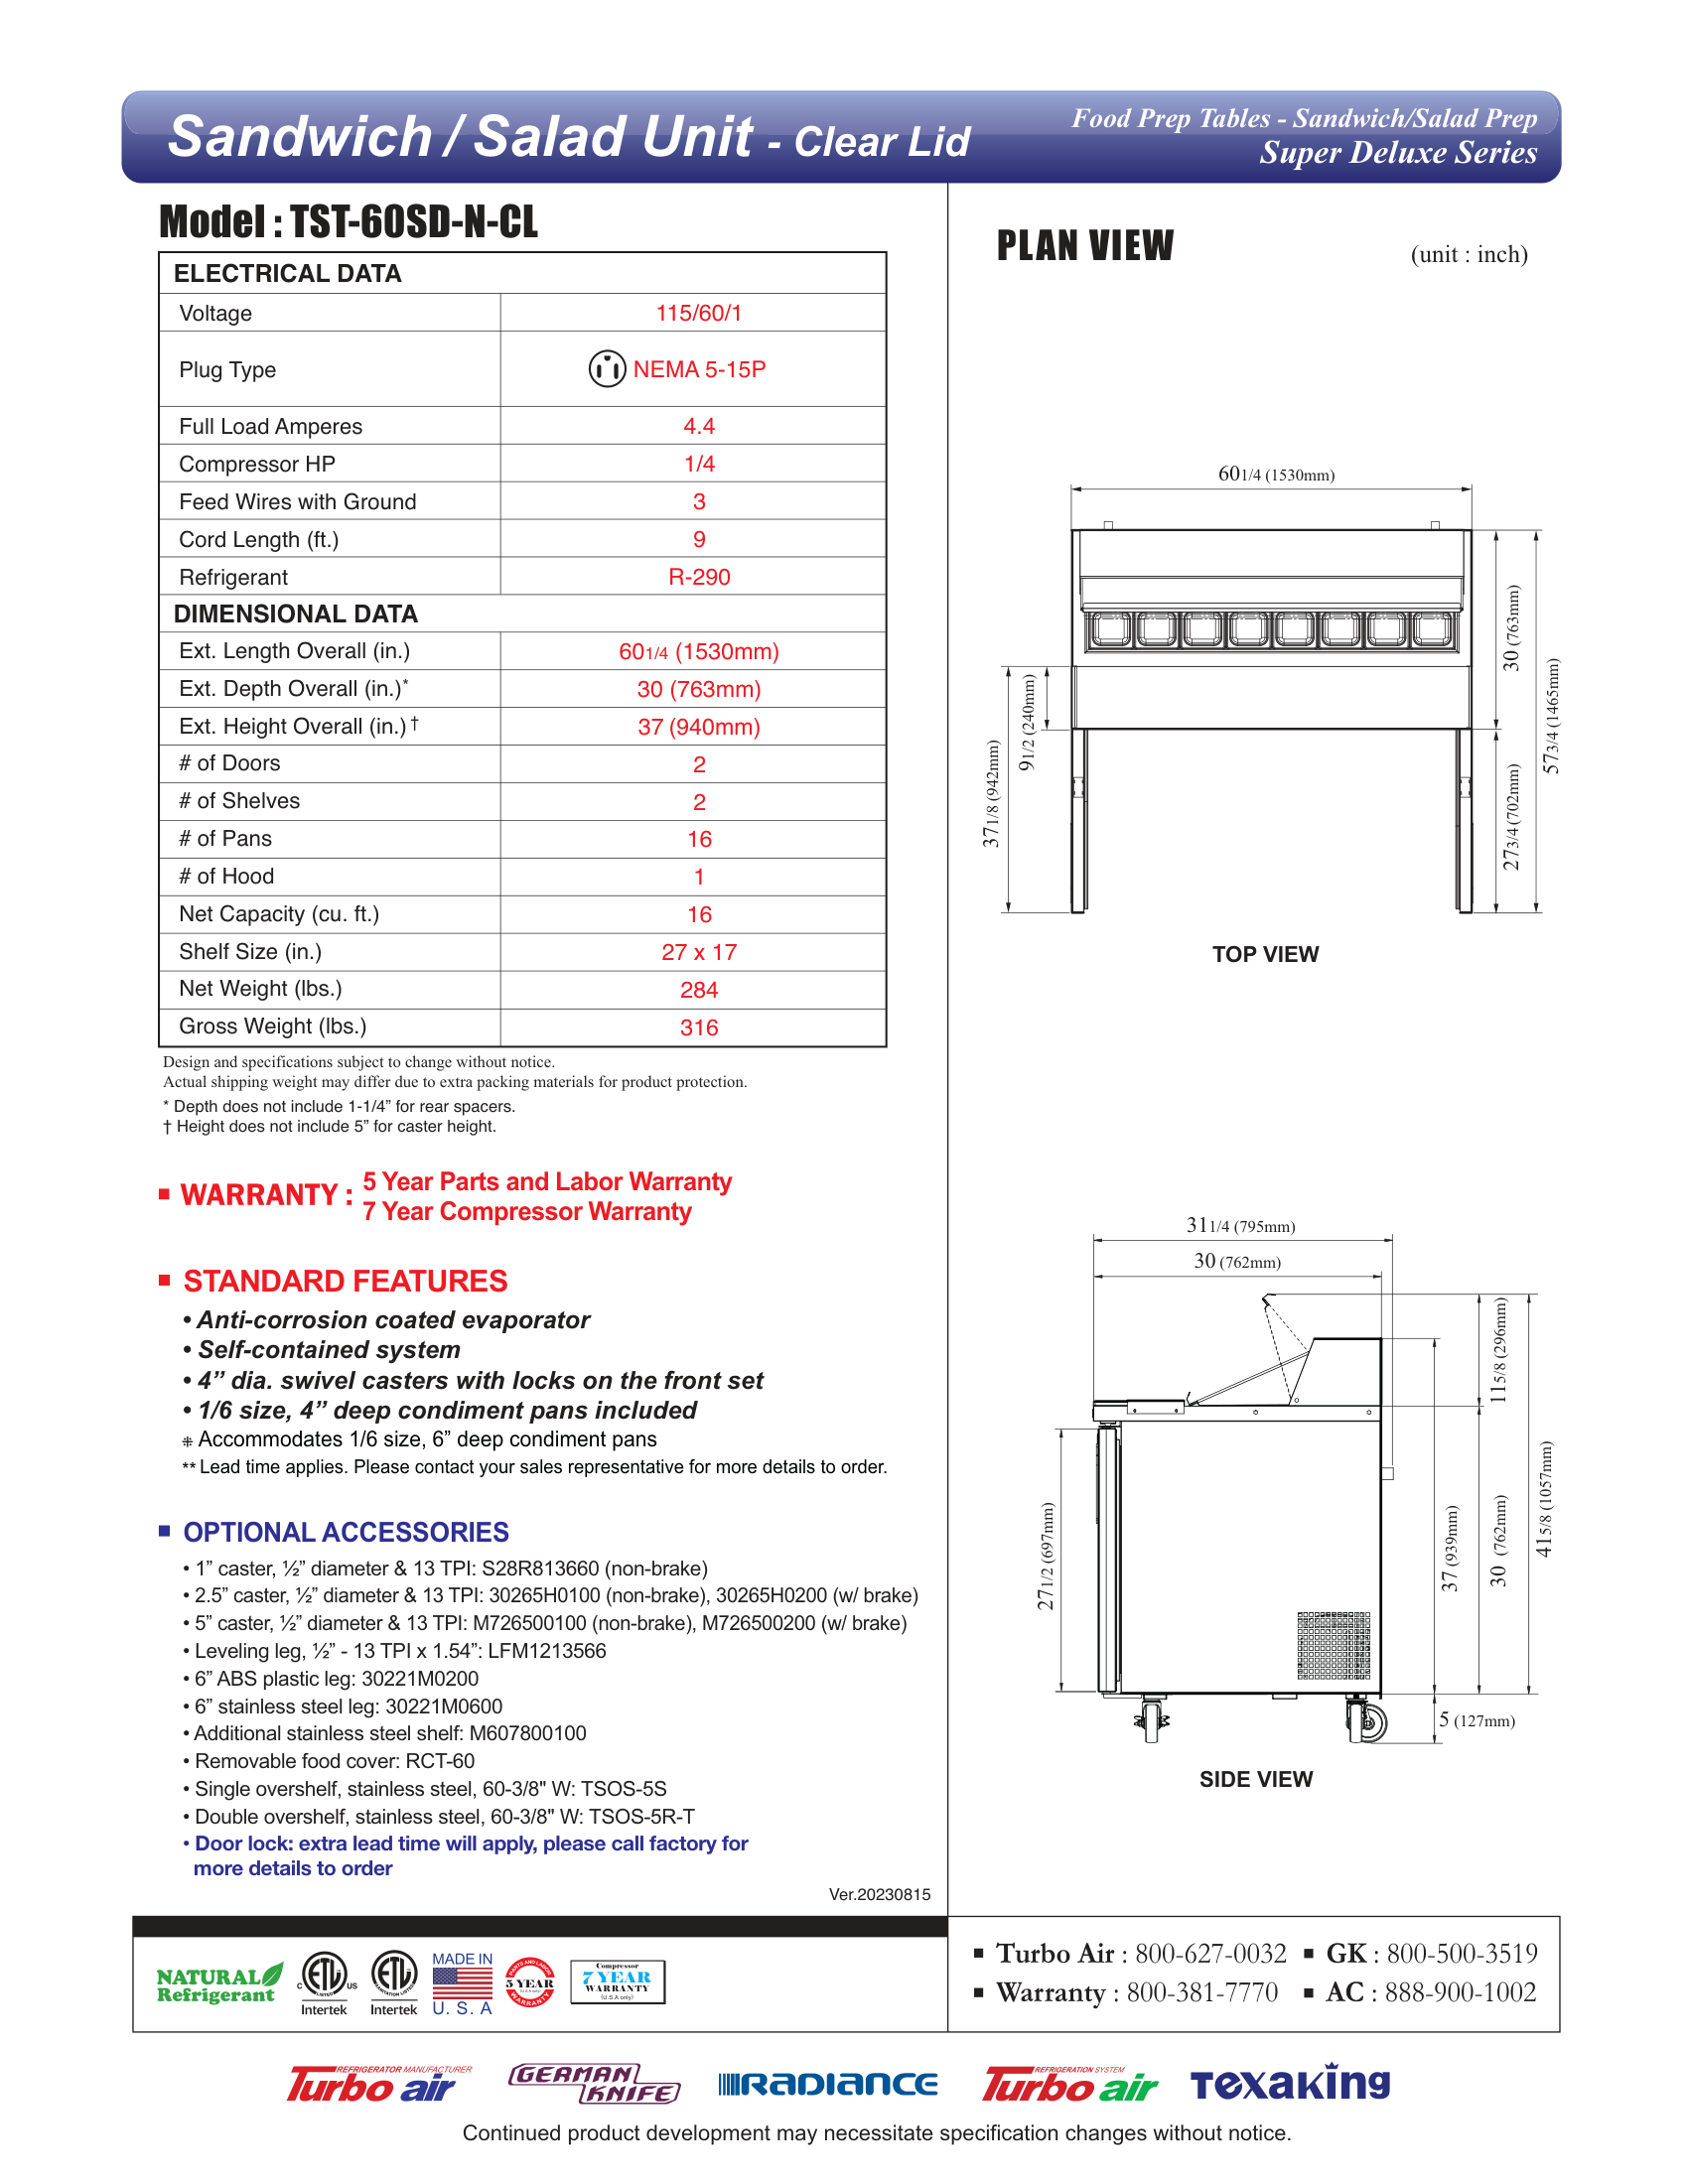 Sandwich / Salad Unit - Clear Lid
Food Prep Tables - Sandwich/Salad Prep
Super Deluxe Series
Model : TST-60SD-N-CL
ELECTRICAL DATA
Voltage 115/60/1
Plug Type NEMA 5-15P
Full Load Amperes 4.4
Compressor HP 1/4
Feed Wires with Ground 3
Cord Length (ft.) 9
Refrigerant R-290
DIMENSIONAL DATA
Ext. Length Overall (in.) 601/4 (1530mm)
Ext. Depth Overall (in.)* 30 (763mm)
Ext. Height Overall (in.) † 37 (940mm)
# of Doors 2
# of Shelves 2
# of Pans 16
# of Hood 1
Net Capacity (cu. ft.) 16
Shelf Size (in.) 27 x 17
Net Weight (lbs.) 284
Gross Weight (lbs.) 316
Design and specifications subject to change without notice.
Actual shipping weight may differ due to extra packing materials for product protection.
* Depth does not include 1-1/4” for rear spacers.
† Height does not include 5” for caster height.
WARRANTY :
5 Year Parts and Labor Warranty
7 Year Compressor Warranty
STANDARD FEATURES
• Anti-corrosion coated evaporator
• Self-contained system
• 4” dia. swivel casters with locks on the front set
• 1/6 size, 4” deep condiment pans included
⁜ Accommodates 1/6 size, 6” deep condiment pans
** Lead time applies. Please contact your sales representative for more details to order.
OPTIONAL ACCESSORIES
• 1” caster, ½” diameter & 13 TPI: S28R813660 (non-brake)
• 2.5” caster, ½” diameter & 13 TPI: 30265H0100 (non-brake), 30265H0200 (w/ brake)
• 5” caster, ½” diameter & 13 TPI: M726500100 (non-brake), M726500200 (w/ brake)
• Leveling leg, ½” - 13 TPI x 1.54”: LFM1213566
• 6” ABS plastic leg: 30221M0200
• 6” stainless steel leg: 30221M0600
• Additional stainless steel shelf: M607800100
• Removable food cover: RCT-60
• Single overshelf, stainless steel, 60-3/8" W: TSOS-5S
• Double overshelf, stainless steel, 60-3/8" W: TSOS-5R-T
• Door lock: extra lead time will apply, please call factory for
more details to order
Ver.20230815
PLAN VIEW
(unit : inch)
601/4 (1530mm)
30 (763mm)
573/4 (1465mm)
91/2 (240mm)
371/8 (942mm)
273/4 (702mm)
TOP VIEW
311/4 (795mm)
30 (762mm)
115/8 (296mm)
415/8 (1057mm)
271/2 (697mm)
37 (939mm)
30 (762mm)
5 (127mm)
SIDE VIEW
NATURAL
Refrigerant
C ETL US
LISTED
Intertek
ETL
SANITATION LISTED
Intertek
MADE IN
U. S. A
PARTS AND LABOR
5 YEAR
(U.S.A only)
WARRANTY
Compressor
7 YEAR
WARRANTY
(U.S.A only)
Turbo Air : 800-627-0032
GK : 800-500-3519
Warranty : 800-381-7770
AC : 888-900-1002
REFRIGERATOR MANUFACTURER
Turbo air
GERMAN
KNIFE
RADIANCE
REFRIGERATION SYSTEM
Turbo air
TEXAKING
Continued product development may necessitate specification changes without notice.